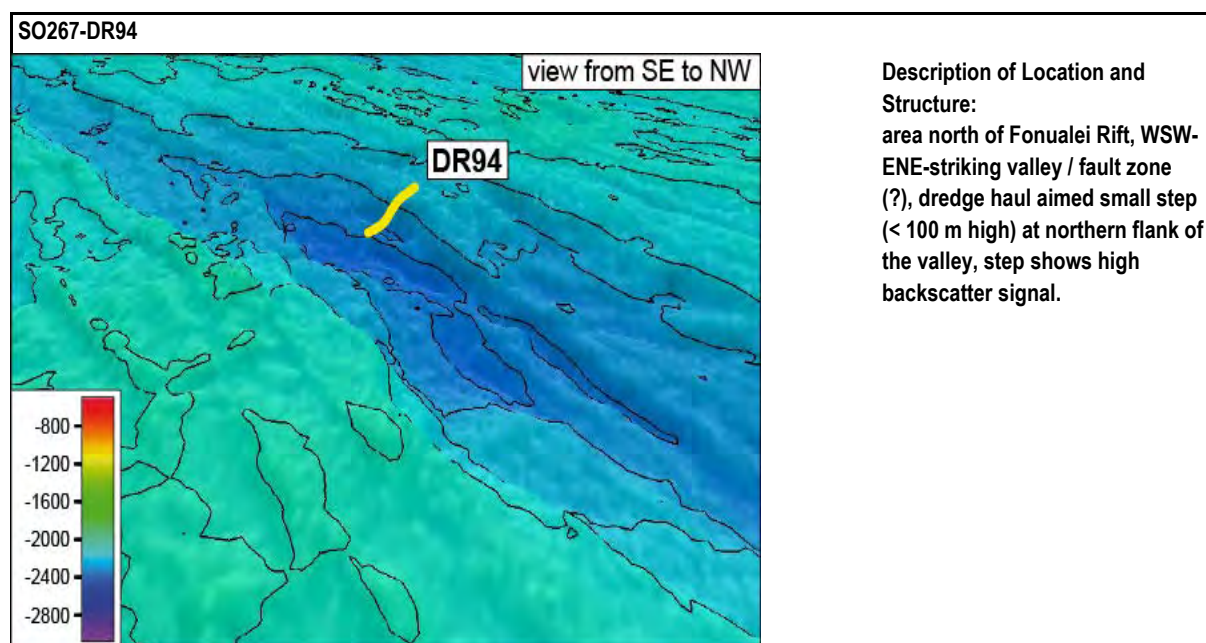 SO267-DR94
view from SE to NW
DR94
-800
-1200
-1600
-2000
-2400
-2800
Description of Location and
Structure:
area north of Fonualei Rift, WSW-
ENE-striking valley / fault zone
(?), dredge haul aimed small step
(< 100 m high) at northern flank of
the valley, step shows high
backscatter signal.